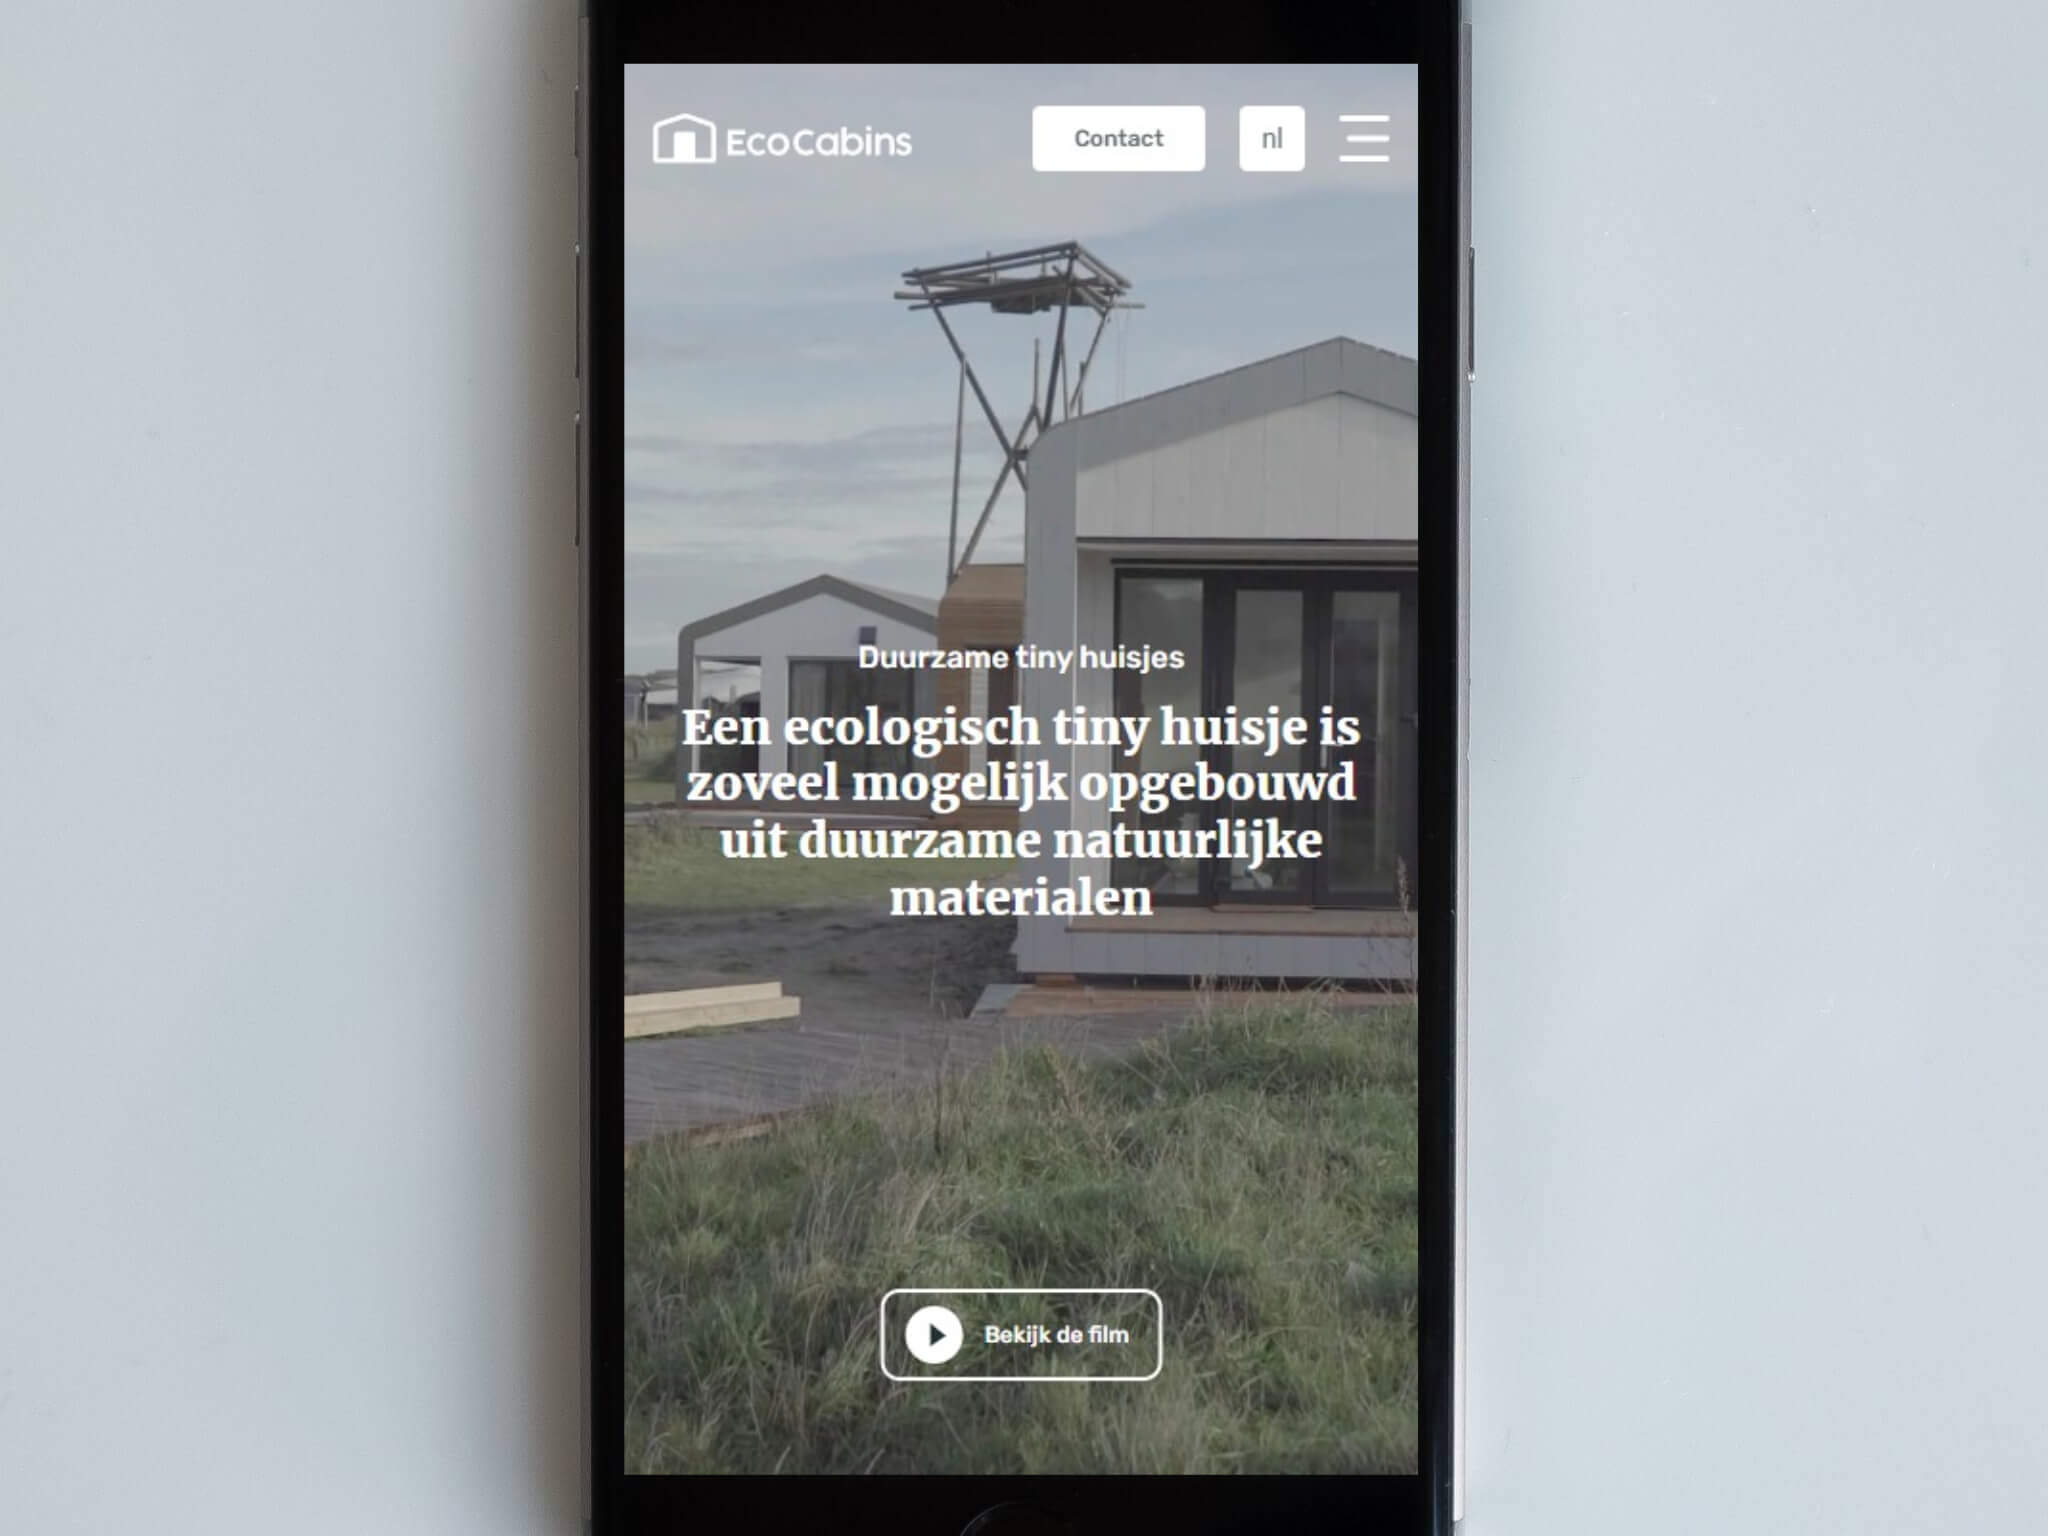 EcoCabins
Contact
nl
Duurzame tiny huisjes
Een ecologisch tiny huisje is
zoveel mogelijk opgebouwd
uit duurzame natuurlijke
materialen
Bekijk de film